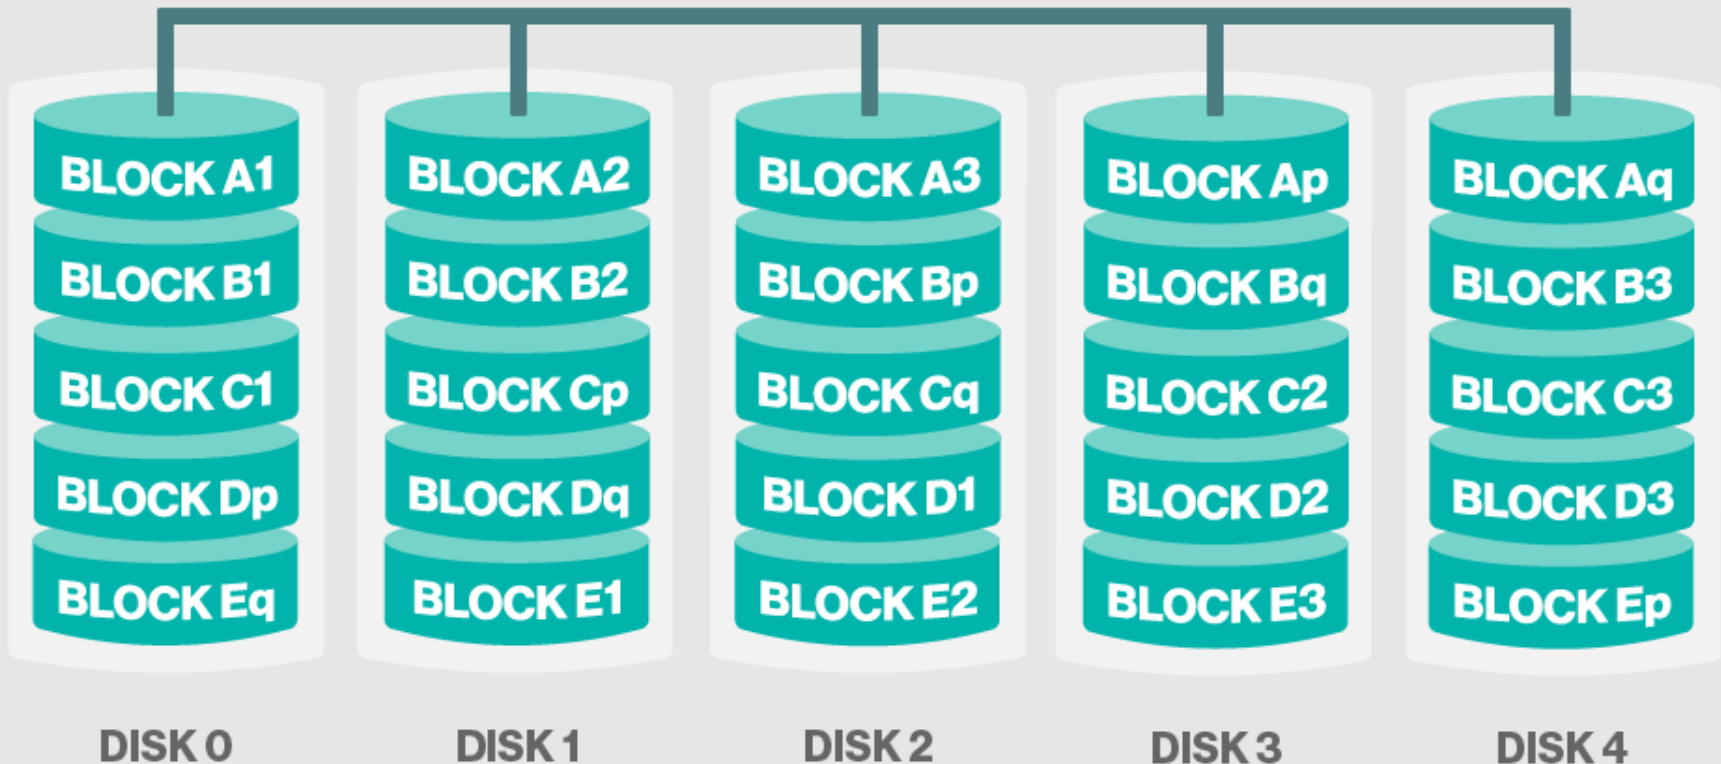 BLOCK A1 BLOCK A2 BLOCK A3 BLOCK Ap BLOCK Aq
BLOCK B1 BLOCK B2 BLOCK Bp BLOCK Bq BLOCK B3
BLOCK C1 BLOCK Cp BLOCK Cq BLOCK C2 BLOCK C3
BLOCK Dp BLOCK Dq BLOCK D1 BLOCK D2 BLOCK D3
BLOCK Eq BLOCK E1 BLOCK E2 BLOCK E3 BLOCK Ep
DISK 0 DISK 1 DISK 2 DISK 3 DISK 4